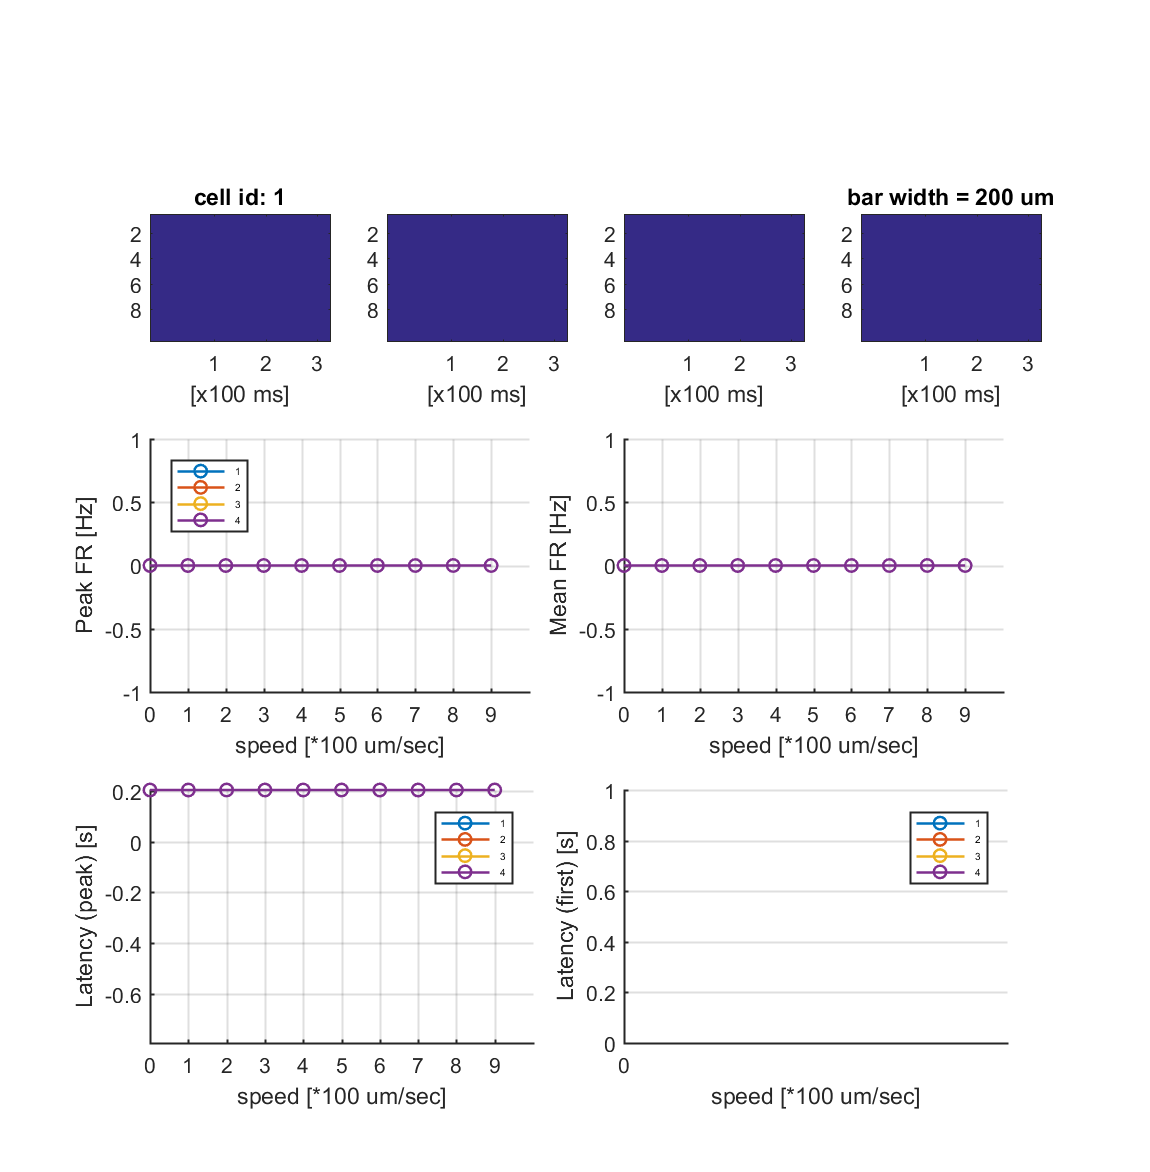 cell id: 1
bar width = 200 um
2
4
6
8
1 2 3
[x100 ms]
2
4
6
8
1 2 3
[x100 ms]
2
4
6
8
1 2 3
[x100 ms]
2
4
6
8
1 2 3
[x100 ms]
Peak FR [Hz]
1
0.5
0
-0.5
-1
1
2
3
4
0 1 2 3 4 5 6 7 8 9
speed [*100 um/sec]
Mean FR [Hz]
1
0.5
0
-0.5
-1
0 1 2 3 4 5 6 7 8 9
speed [*100 um/sec]
Latency (peak) [s]
0.2
0
-0.2
-0.4
-0.6
1
2
3
4
0 1 2 3 4 5 6 7 8 9
speed [*100 um/sec]
Latency (first) [s]
1
0.8
0.6
0.4
0.2
0
1
2
3
4
0
speed [*100 um/sec]